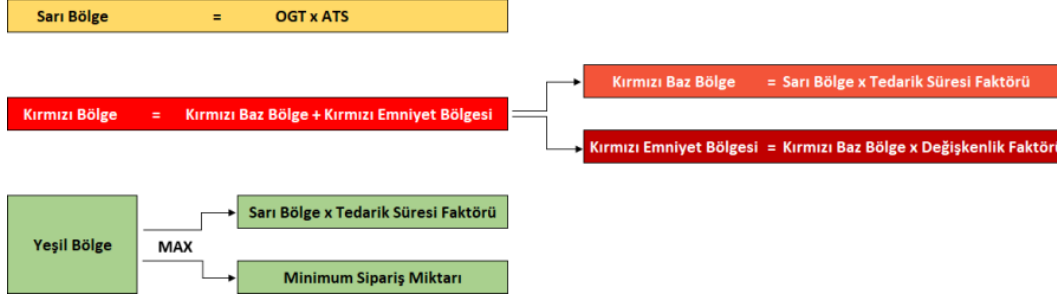 Sarı Bölge = OGT x ATS
Kırmızı Baz Bölge = Sarı Bölge x Tedarik Süresi Faktörü
Kırmızı Bölge = Kırmızı Baz Bölge + Kırmızı Emniyet Bölgesi
Kırmızı Emniyet Bölgesi = Kırmızı Baz Bölge x Değişkenlik Faktörü
Sarı Bölge x Tedarik Süresi Faktörü
Yeşil Bölge MAX
Minimum Sipariş Miktarı